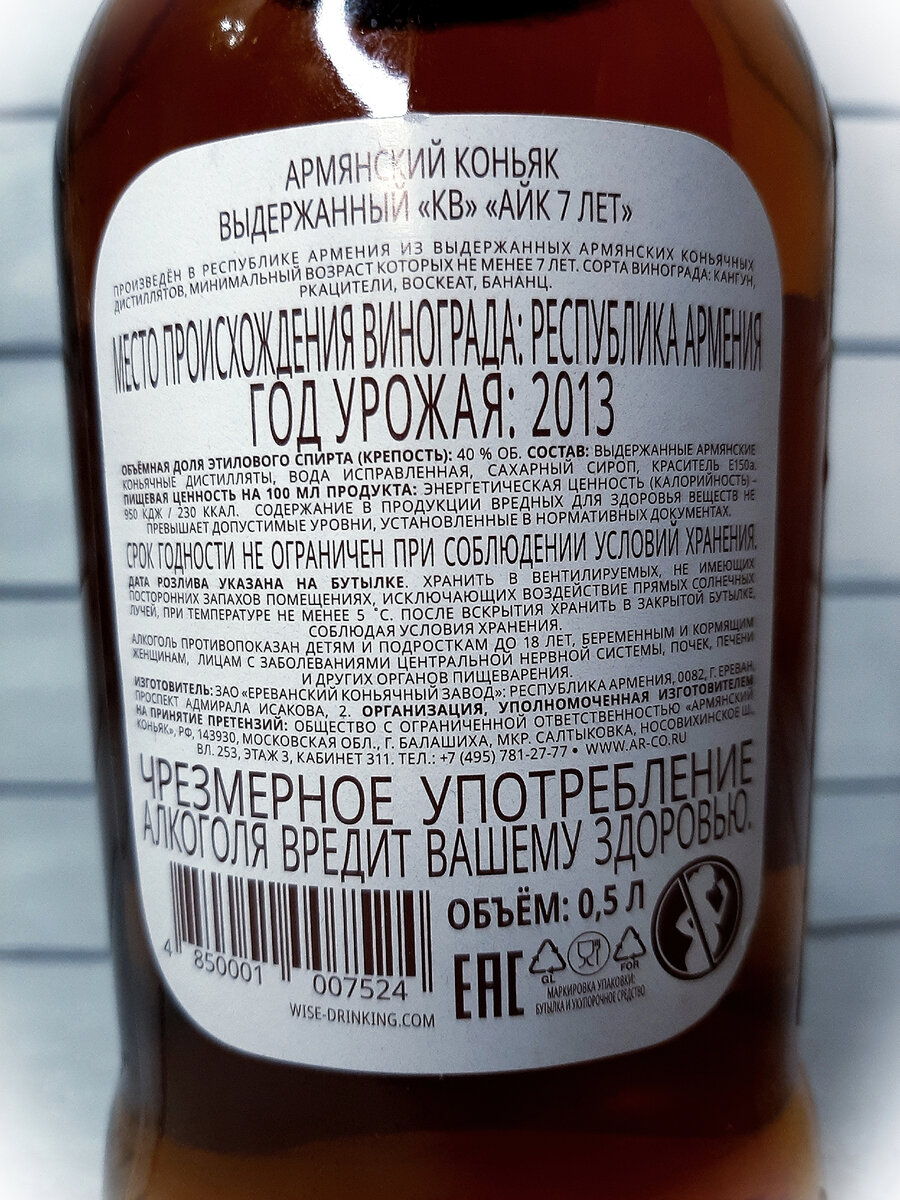 АРМЯНСКИЙ КОНЬЯК
ВЫДЕРЖАННЫЙ «КВ» «АЙК 7 ЛЕТ»
ПРОИЗВЕДЁН В РЕСПУБЛИКЕ АРМЕНИЯ ИЗ ВЫДЕРЖАННЫХ АРМЯНСКИХ КОНЬЯЧНЫХ
ДИСТИЛЛЯТОВ, МИНИМАЛЬНЫЙ ВОЗРАСТ КОТОРЫХ НЕ МЕНЕЕ 7 ЛЕТ. СОРТА ВИНОГРАДА: КАНГУН,
РКАЦИТЕЛИ, ВОСКЕАТ, БАНАНЦ.
МЕСТО ПРОИСХОЖДЕНИЯ ВИНОГРАДА: РЕСПУБЛИКА АРМЕНИЯ
ГОД УРОЖАЯ: 2013
ОБЪЁМНАЯ ДОЛЯ ЭТИЛОВОГО СПИРТА (КРЕПОСТЬ): 40 % ОБ. СОСТАВ: ВЫДЕРЖАННЫЕ АРМЯНСКИЕ
КОНЬЯЧНЫЕ ДИСТИЛЛЯТЫ, ВОДА ИСПРАВЛЕННАЯ, САХАРНЫЙ СИРОП, КРАСИТЕЛЬ Е150а.
ПИЩЕВАЯ ЦЕННОСТЬ НА 100 МЛ ПРОДУКТА: ЭНЕРГЕТИЧЕСКАЯ ЦЕННОСТЬ (КАЛОРИЙНОСТЬ) –
950 КДЖ / 230 ККАЛ. СОДЕРЖАНИЕ В ПРОДУКЦИИ ВРЕДНЫХ ДЛЯ ЗДОРОВЬЯ ВЕЩЕСТВ НЕ
ПРЕВЫШАЕТ ДОПУСТИМЫЕ УРОВНИ, УСТАНОВЛЕННЫЕ В НОРМАТИВНЫХ ДОКУМЕНТАХ.
СРОК ГОДНОСТИ НЕ ОГРАНИЧЕН ПРИ СОБЛЮДЕНИИ УСЛОВИЙ ХРАНЕНИЯ.
ДАТА РОЗЛИВА УКАЗАНА НА БУТЫЛКЕ. ХРАНИТЬ В ВЕНТИЛИРУЕМЫХ, НЕ ИМЕЮЩИХ
ПОСТОРОННИХ ЗАПАХОВ ПОМЕЩЕНИЯХ, ИСКЛЮЧАЮЩИХ ВОЗДЕЙСТВИЕ ПРЯМЫХ СОЛНЕЧНЫХ
ЛУЧЕЙ, ПРИ ТЕМПЕРАТУРЕ НЕ МЕНЕЕ 5 °С. ПОСЛЕ ВСКРЫТИЯ ХРАНИТЬ В ЗАКРЫТОЙ БУТЫЛКЕ,
СОБЛЮДАЯ УСЛОВИЯ ХРАНЕНИЯ.
АЛКОГОЛЬ ПРОТИВОПОКАЗАН ДЕТЯМ И ПОДРОСТКАМ ДО 18 ЛЕТ, БЕРЕМЕННЫМ И КОРМЯЩИМ
ЖЕНЩИНАМ, ЛИЦАМ С ЗАБОЛЕВАНИЯМИ ЦЕНТРАЛЬНОЙ НЕРВНОЙ СИСТЕМЫ, ПОЧЕК, ПЕЧЕНИ
И ДРУГИХ ОРГАНОВ ПИЩЕВАРЕНИЯ.
ИЗГОТОВИТЕЛЬ: ЗАО «ЕРЕВАНСКИЙ КОНЬЯЧНЫЙ ЗАВОД»: РЕСПУБЛИКА АРМЕНИЯ, 0082, Г. ЕРЕВАН,
ПРОСПЕКТ АДМИРАЛА ИСАКОВА, 2. ОРГАНИЗАЦИЯ, УПОЛНОМОЧЕННАЯ ИЗГОТОВИТЕЛЕМ
НА ПРИНЯТИЕ ПРЕТЕНЗИЙ: ОБЩЕСТВО С ОГРАНИЧЕННОЙ ОТВЕТСТВЕННОСТЬЮ «АРМЯНСКИЙ
КОНЬЯК», РФ, 143930, МОСКОВСКАЯ ОБЛ., Г. БАЛАШИХА, МКР. САЛТЫКОВКА, НОСОВИХИНСКОЕ Ш.,
ВЛ. 253, ЭТАЖ 3, КАБИНЕТ 311. ТЕЛ.: +7 (495) 781-27-77 • WWW.AR-CO.RU
ЧРЕЗМЕРНОЕ УПОТРЕБЛЕНИЕ
АЛКОГОЛЯ ВРЕДИТ ВАШЕМУ ЗДОРОВЬЮ.
ОБЪЁМ: 0,5 Л
4 850001 007524
EAC
GL FOR
МАРКИРОВКА УПАКОВКИ:
БУТЫЛКА И УКУПОРОЧНОЕ СРЕДСТВО
WISE-DRINKING.COM